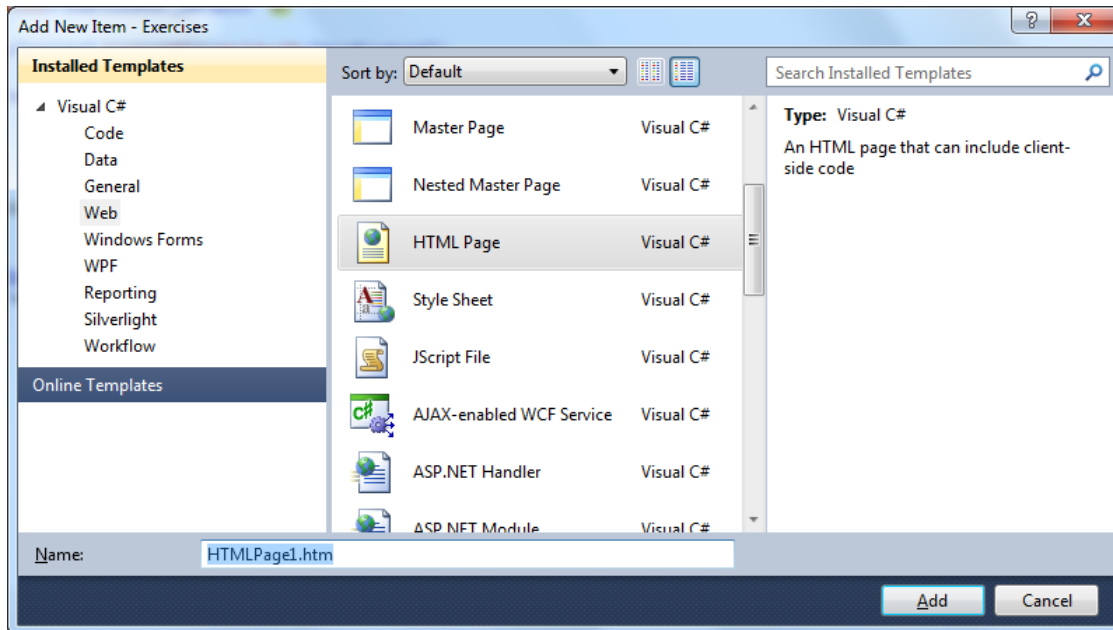 Add New Item - Exercises
Installed Templates
Visual C#
Code
Data
General
Web
Windows Forms
WPF
Reporting
Silverlight
Workflow
Online Templates
Sort by: Default
Master Page Visual C#
Nested Master Page Visual C#
HTML Page Visual C#
Style Sheet Visual C#
JScript File Visual C#
AJAX-enabled WCF Service Visual C#
ASP.NET Handler Visual C#
ASP.NET Module Visual C#
Search Installed Templates
Type: Visual C#
An HTML page that can include client-
side code
Name: HTMLPage1.htm
Add Cancel